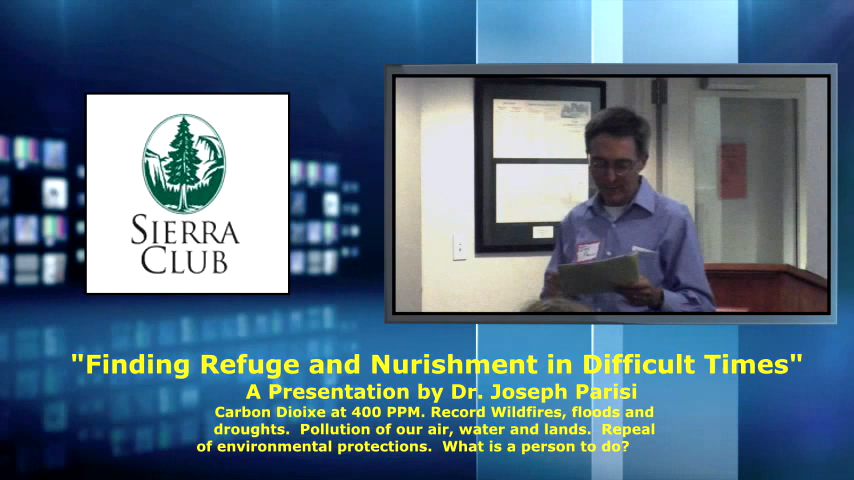 SIERRA
CLUB
"Finding Refuge and Nurishment in Difficult Times"
A Presentation by Dr. Joseph Parisi
Carbon Dioixe at 400 PPM. Record Wildfires, floods and
droughts.  Pollution of our air, water and lands.  Repeal
of environmental protections.  What is a person to do?